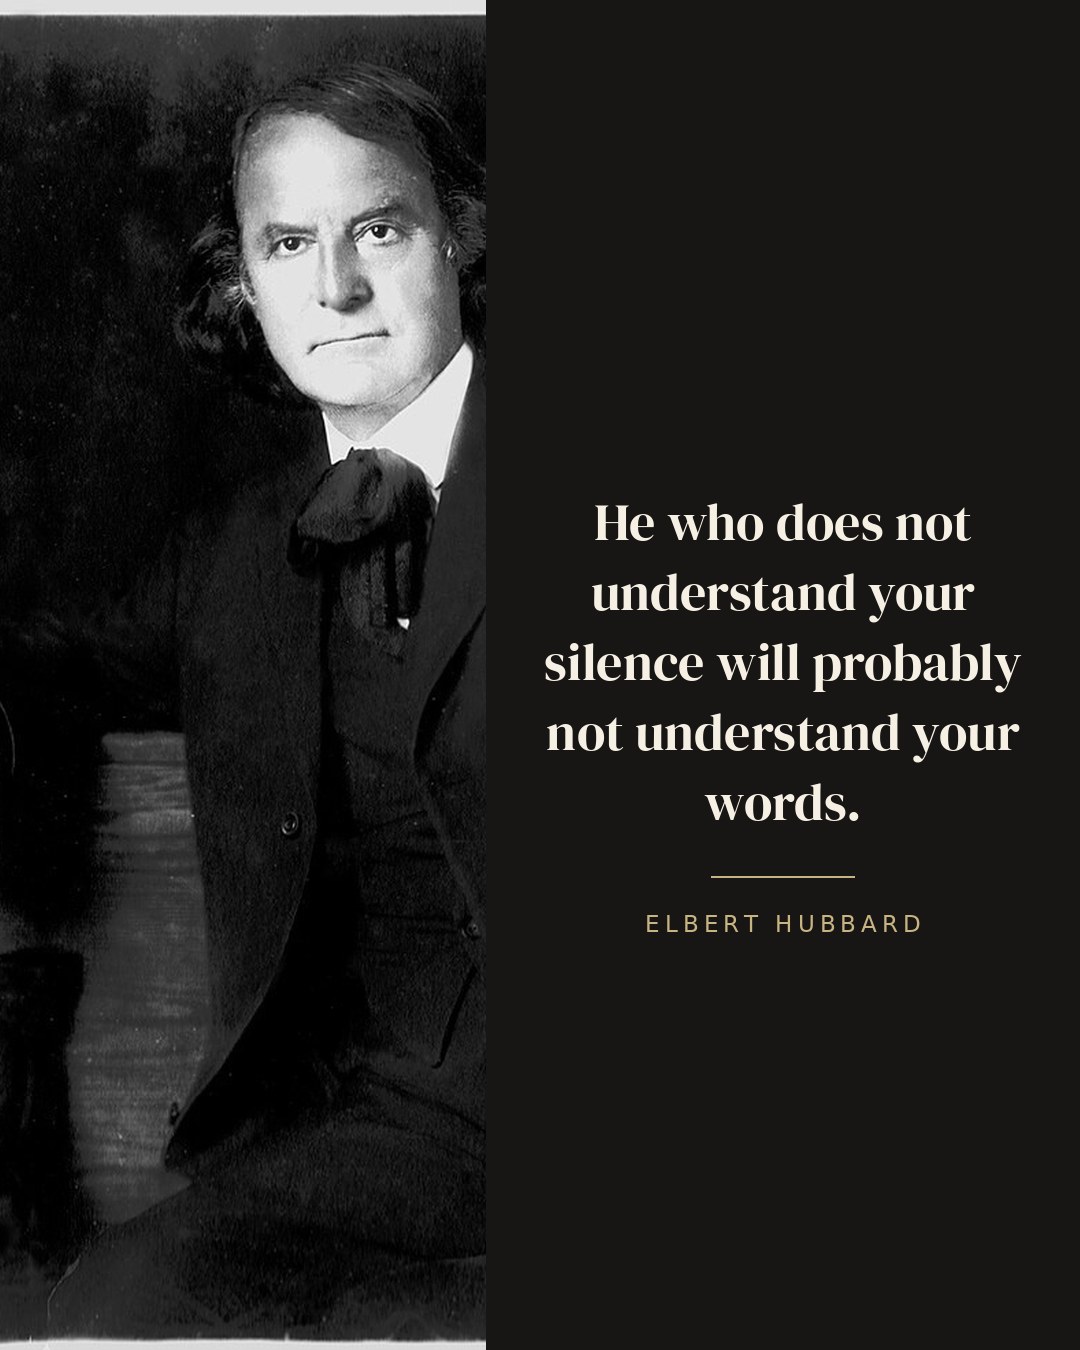 He who does not
understand your
silence will probably
not understand your
words.
ELBERT HUBBARD